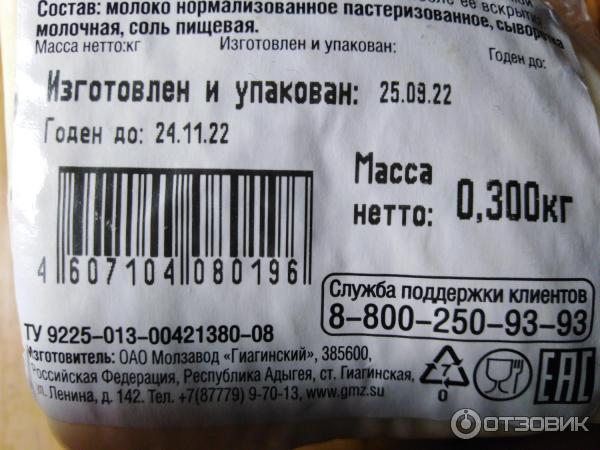 после её вскрытия
Состав: молоко нормализованное пастеризованное, сыворотка
молочная, соль пищевая.
Масса нетто:кг Изготовлен и упакован: Годен до:
Изготовлен и упакован: 25.09.22
Годен до: 24.11.22
Масса
нетто: 0,300кг
4 607104 080196
Служба поддержки клиентов
8-800-250-93-93
ТУ 9225-013-00421380-08
Изготовитель: ОАО Молзавод "Гиагинский", 385600,
Российская Федерация, Республика Адыгея, ст. Гиагинская,
ул. Ленина, д. 142. Тел. +7(87779) 9-70-13, www.gmz.su
7
0
EAC
ОТЗОВИК